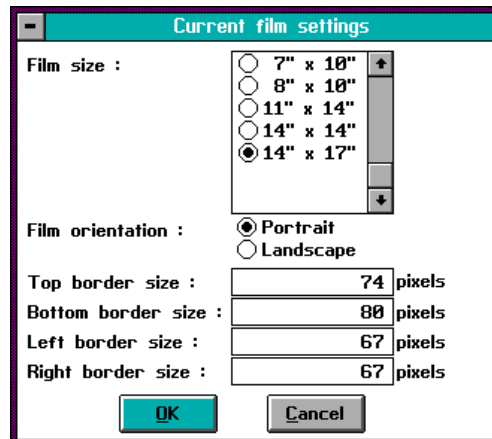 Current film settings
Film size :
7" x 10"
8" x 10"
11" x 14"
14" x 14"
14" x 17"
Film orientation :
Portrait
Landscape
Top border size : 74 pixels
Bottom border size : 80 pixels
Left border size : 67 pixels
Right border size : 67 pixels
OK Cancel